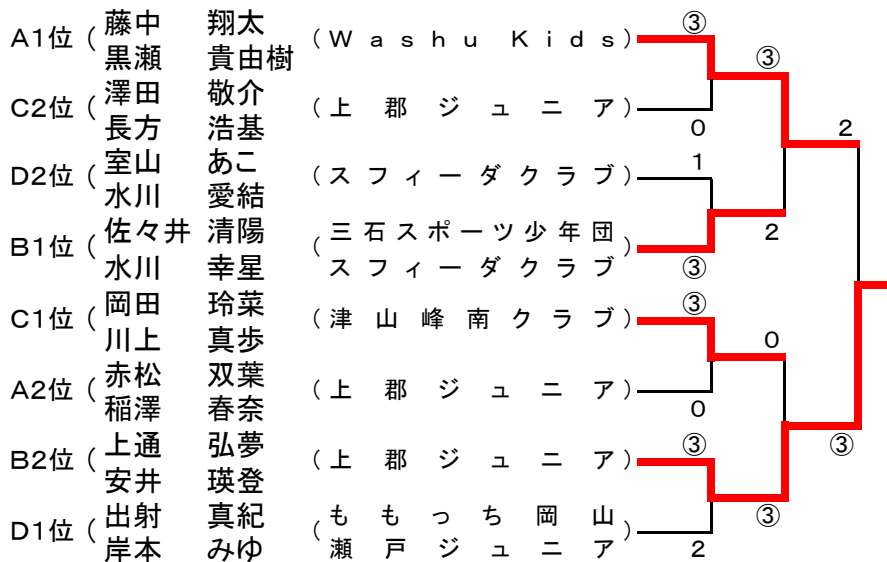 A1位 ( 藤中 翔太 ( Washu Kids )
黒瀬 貴由樹
C2位 ( 澤田 敬介 ( 上郡ジュニア )
長方 浩基
D2位 ( 室山 あこ ( スフィーダクラブ )
水川 愛結
B1位 ( 佐々井 清陽 ( 三石スポーツ少年団 )
水川 幸星 スフィーダクラブ
C1位 ( 岡田 玲菜 ( 津山峰南クラブ )
川上 真歩
A2位 ( 赤松 双葉 ( 上郡ジュニア )
稲澤 春奈
B2位 ( 上通 弘夢 ( 上郡ジュニア )
安井 瑛登
D1位 ( 出射 真紀 ( ももっち岡山 )
岸本 みゆ 瀬戸ジュニア
③
0
1
③
③
0
③
2
③
2
0
③
2
③